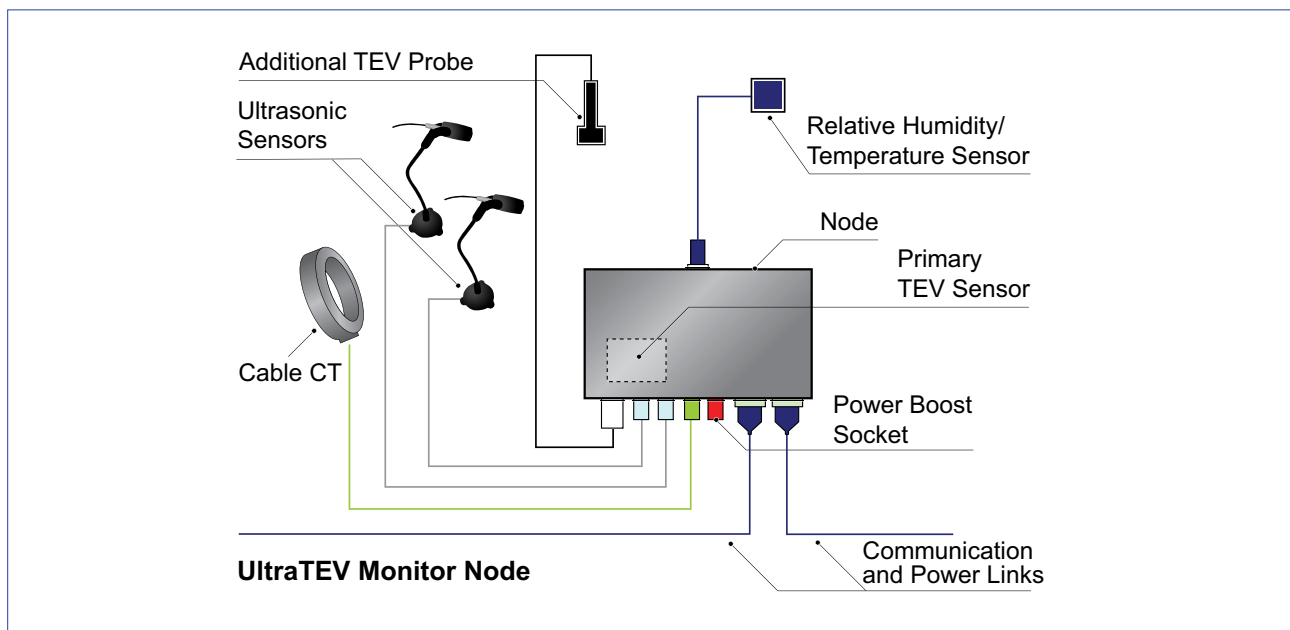 Additional TEV Probe
Ultrasonic
Sensors
Cable CT
Relative Humidity/
Temperature Sensor
Node
Primary
TEV Sensor
Power Boost
Socket
Communication
and Power Links
UltraTEV Monitor Node